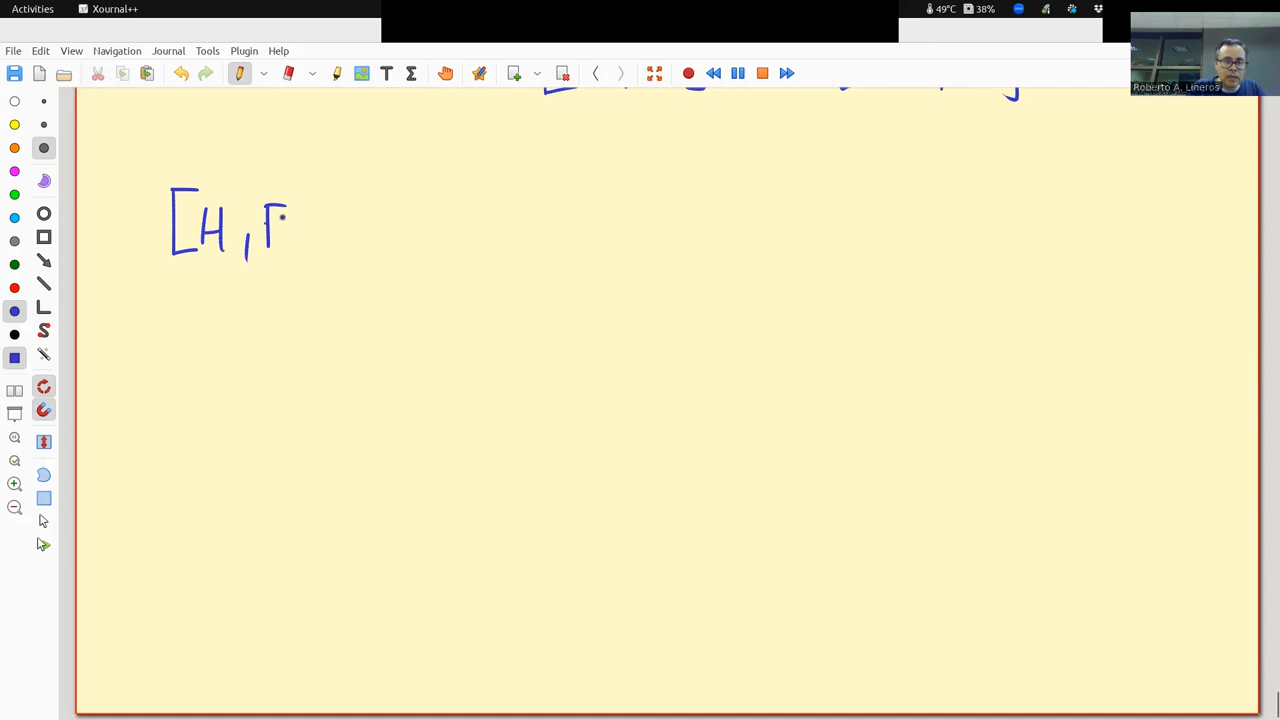 Activities Xournal++ 49°C 38%
File Edit View Navigation Journal Tools Plugin Help
Roberto A. Lineros
[H, Γ